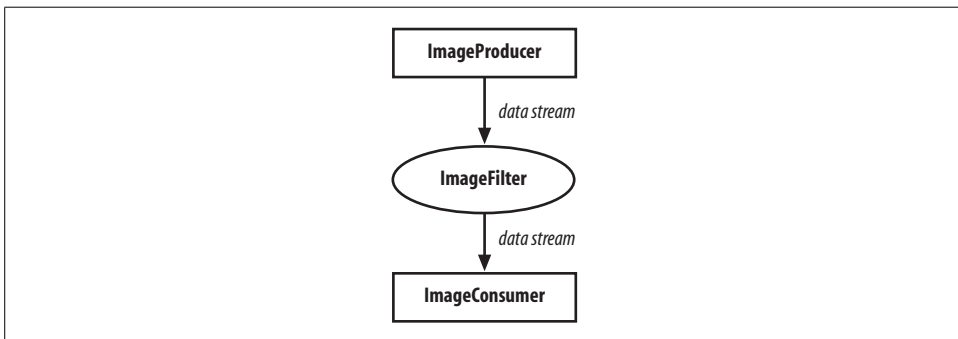 ImageProducer
data stream
ImageFilter
data stream
ImageConsumer